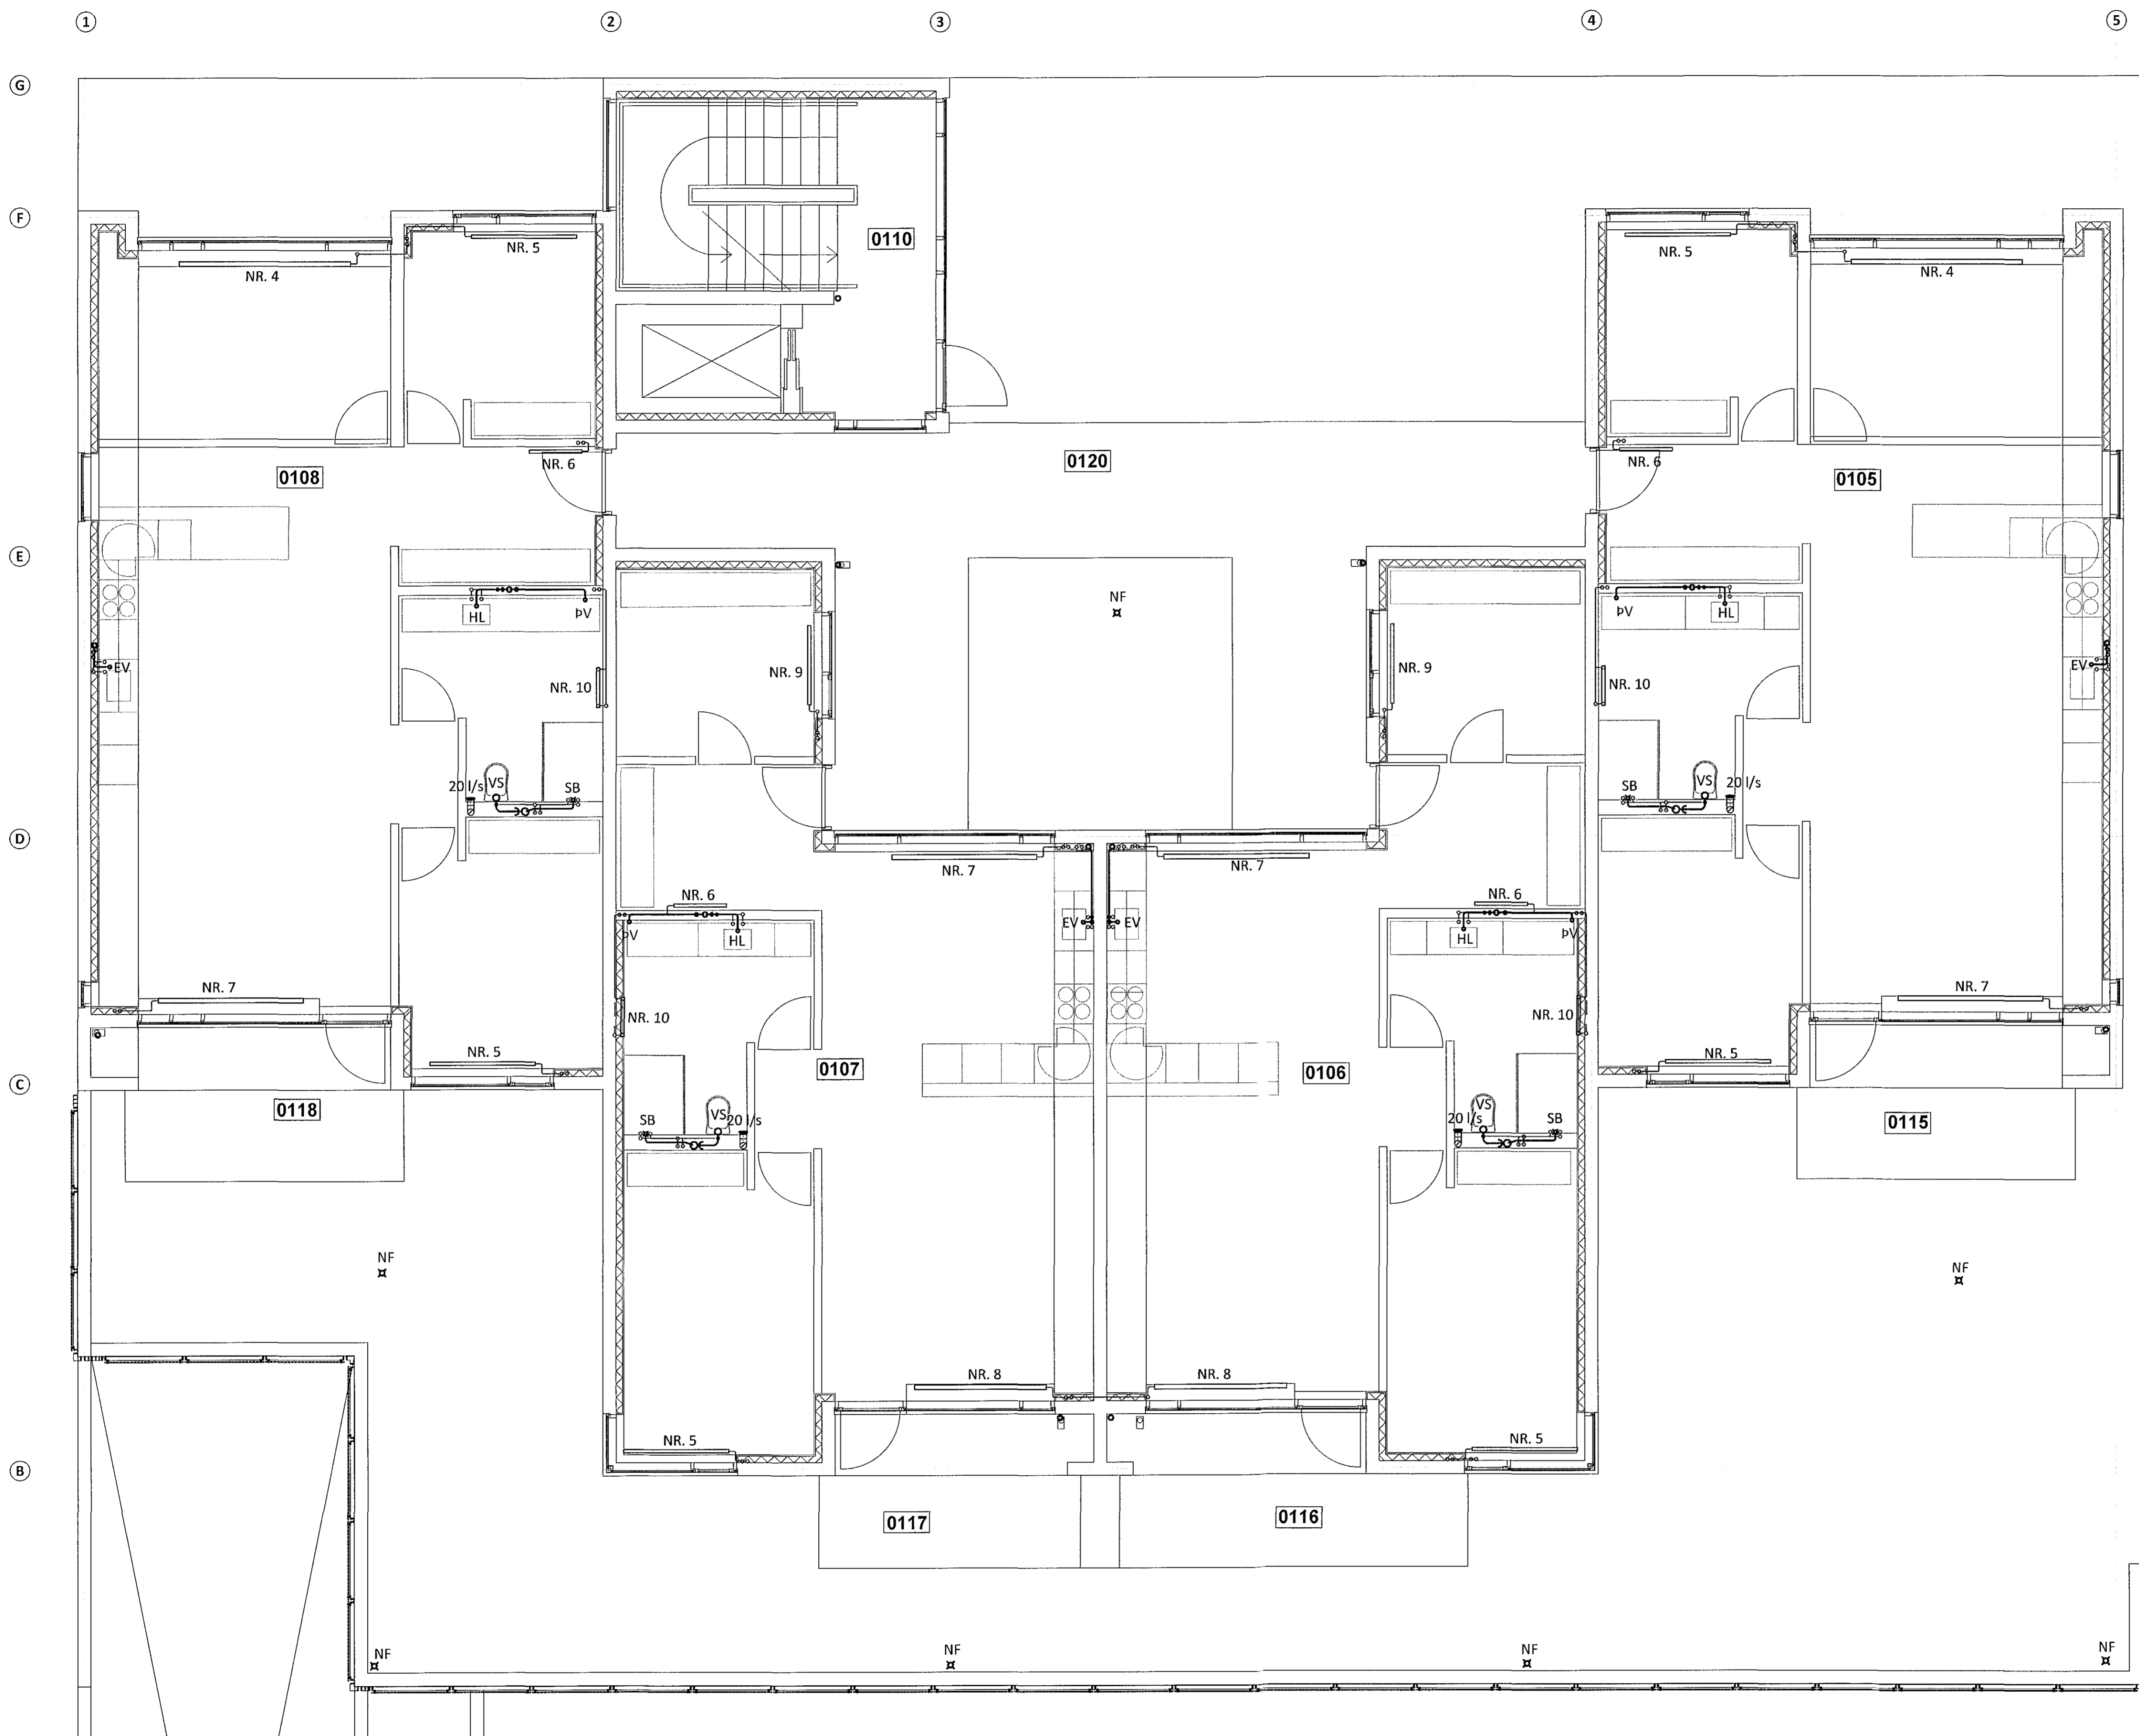 1 2 3 4 5
G
F
0110
NR. 5 NR. 5
NR. 4 NR. 4
0120
NR. 6 NR. 6
0108 0105
E
NF
HL ÞV ÞV HL
EV NR. 9 NR. 9 EV
NR. 10 NR. 10
20 l/s VS SB SB VS 20 l/s
D
NR. 7 NR. 7
NR. 6 NR. 6
ÞV HL EV EV HL ÞV
NR. 7 NR. 7
NR. 10 NR. 10
NR. 5 NR. 5
0107 0106
C
0118 0115
SB VS 20 l/s 20 l/s VS SB
NF NF
NR. 8 NR. 8
NR. 5 NR. 5
B
0117 0116
NF NF NF NF